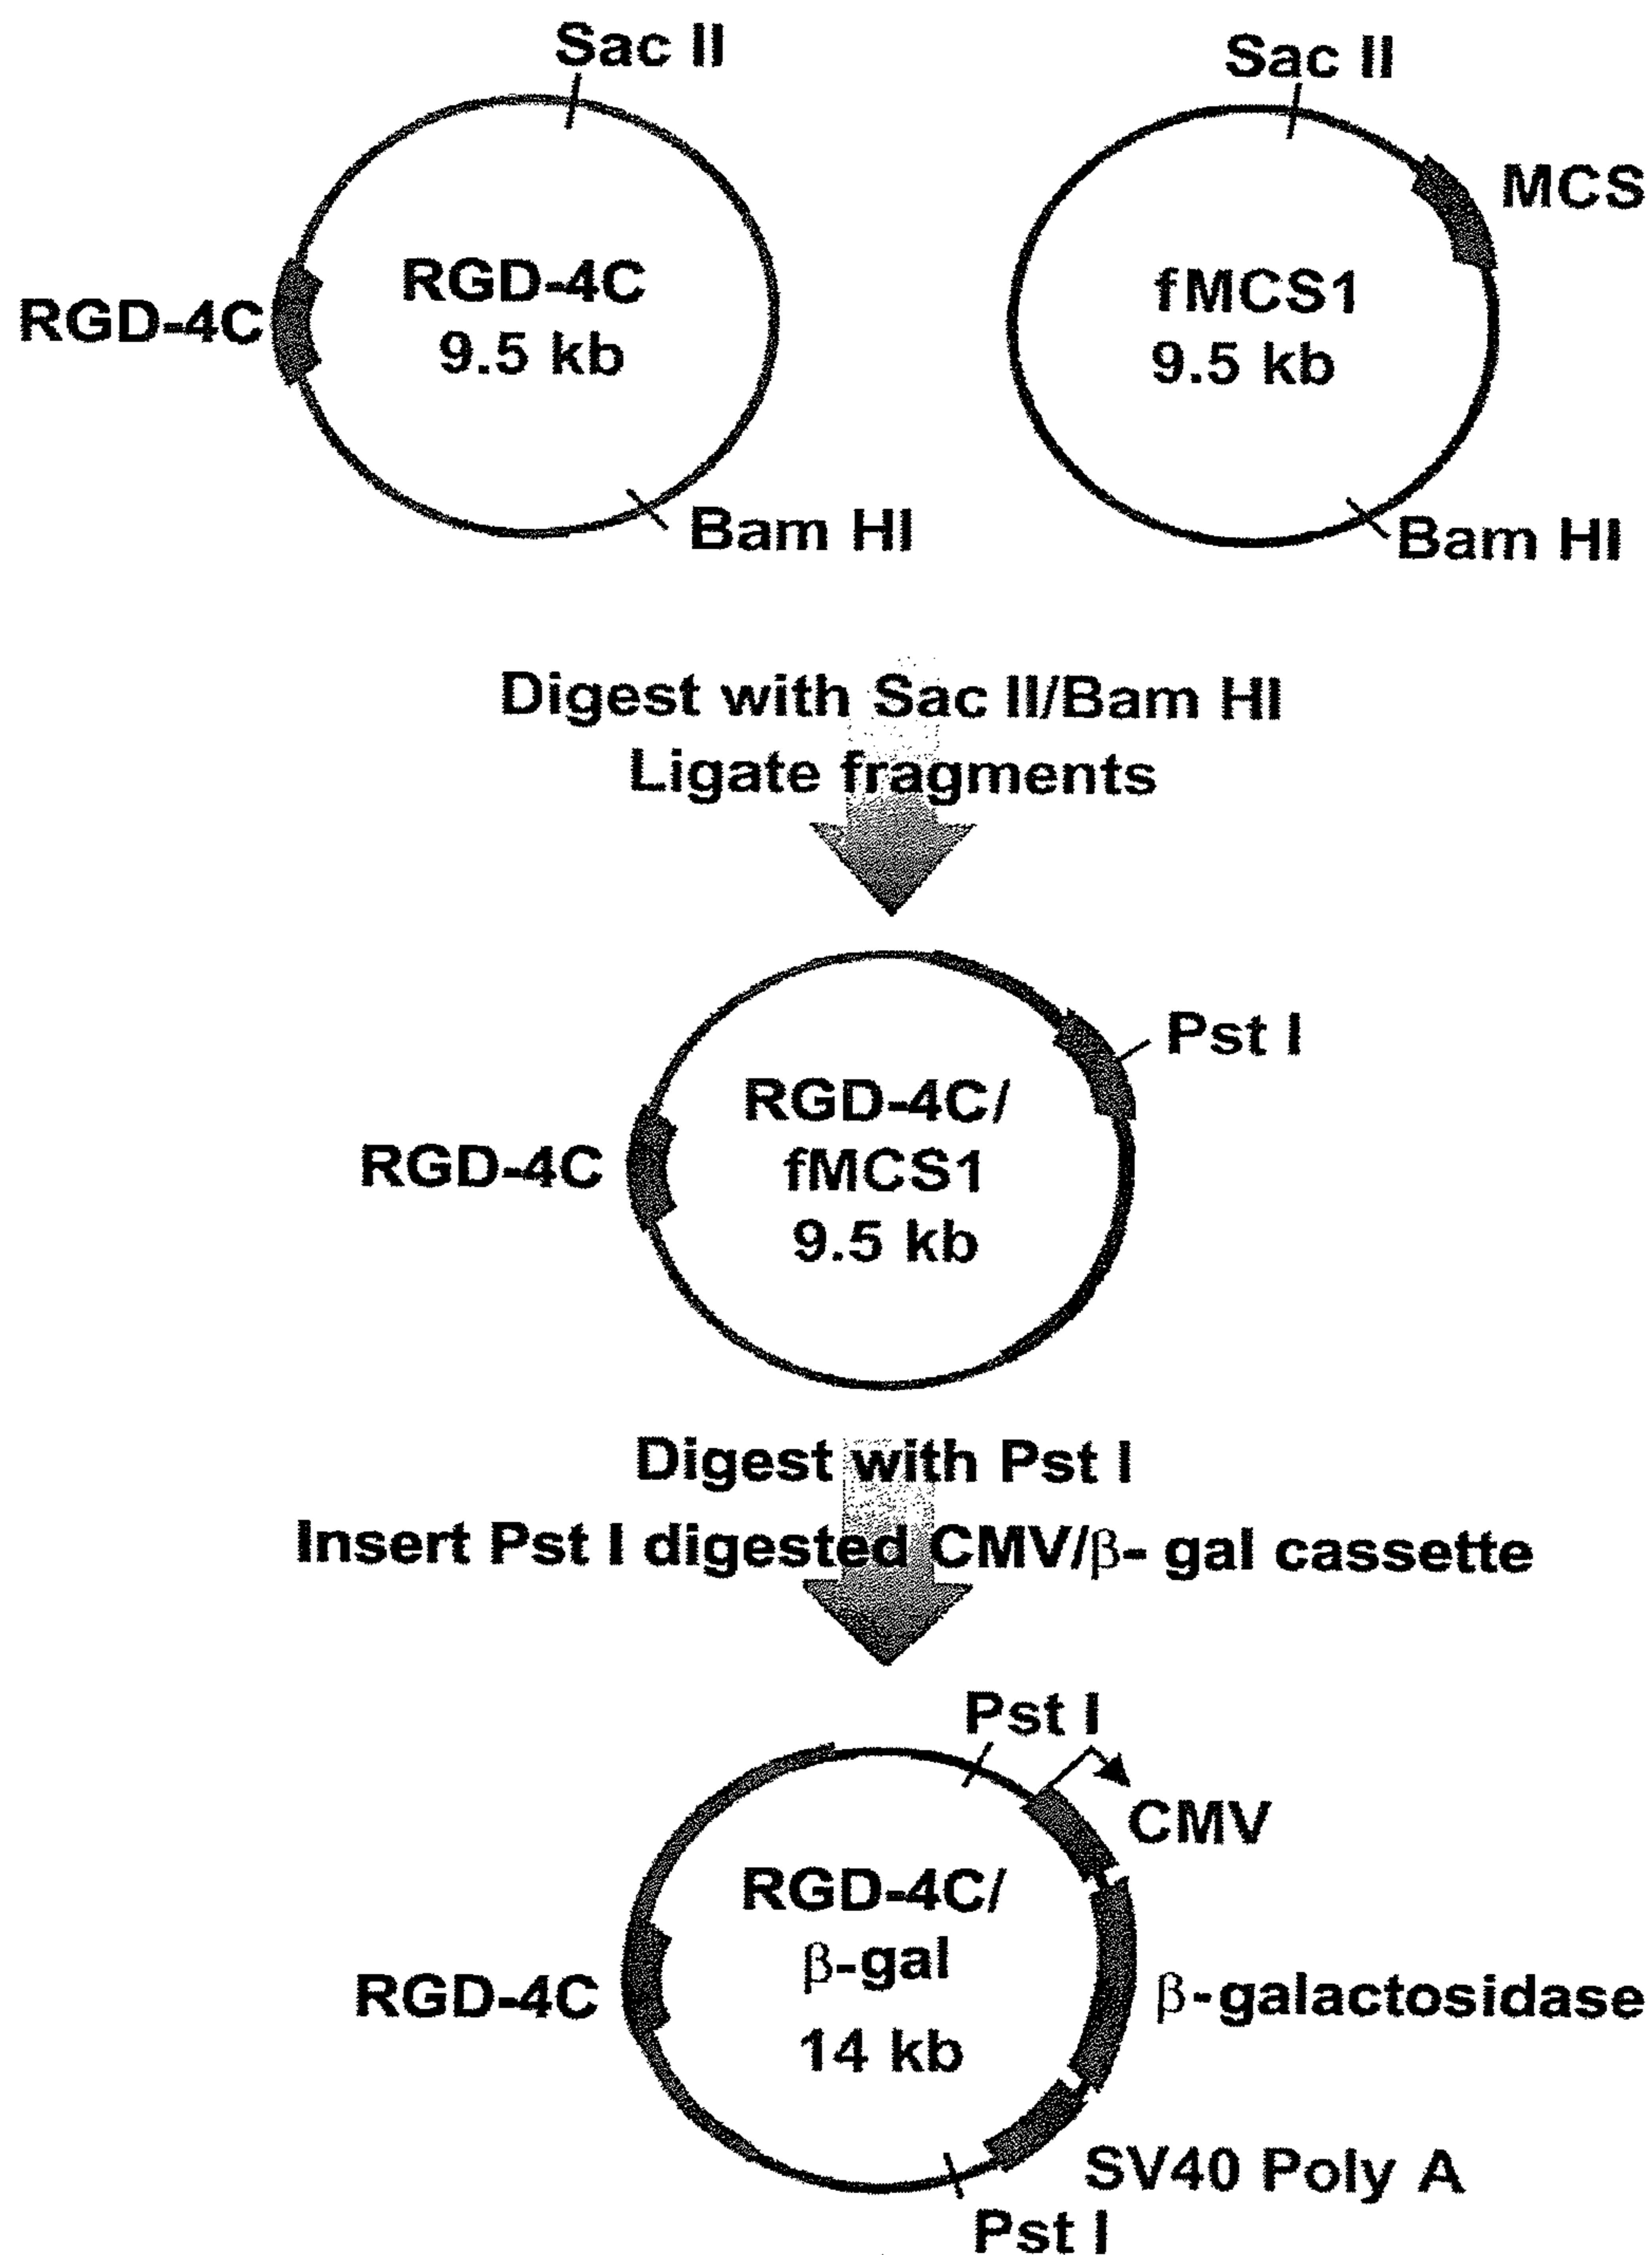 Sac II
Sac II
MCS
RGD-4C
RGD-4C
9.5 kb
fMCS1
9.5 kb
Bam HI
Bam HI
Digest with Sac II/Bam HI
Ligate fragments
Pst I
RGD-4C
RGD-4C/
fMCS1
9.5 kb
Digest with Pst I
Insert Pst I digested CMV/β- gal cassette
Pst I
CMV
RGD-4C
RGD-4C/
β-gal
14 kb
β-galactosidase
SV40 Poly A
Pst I